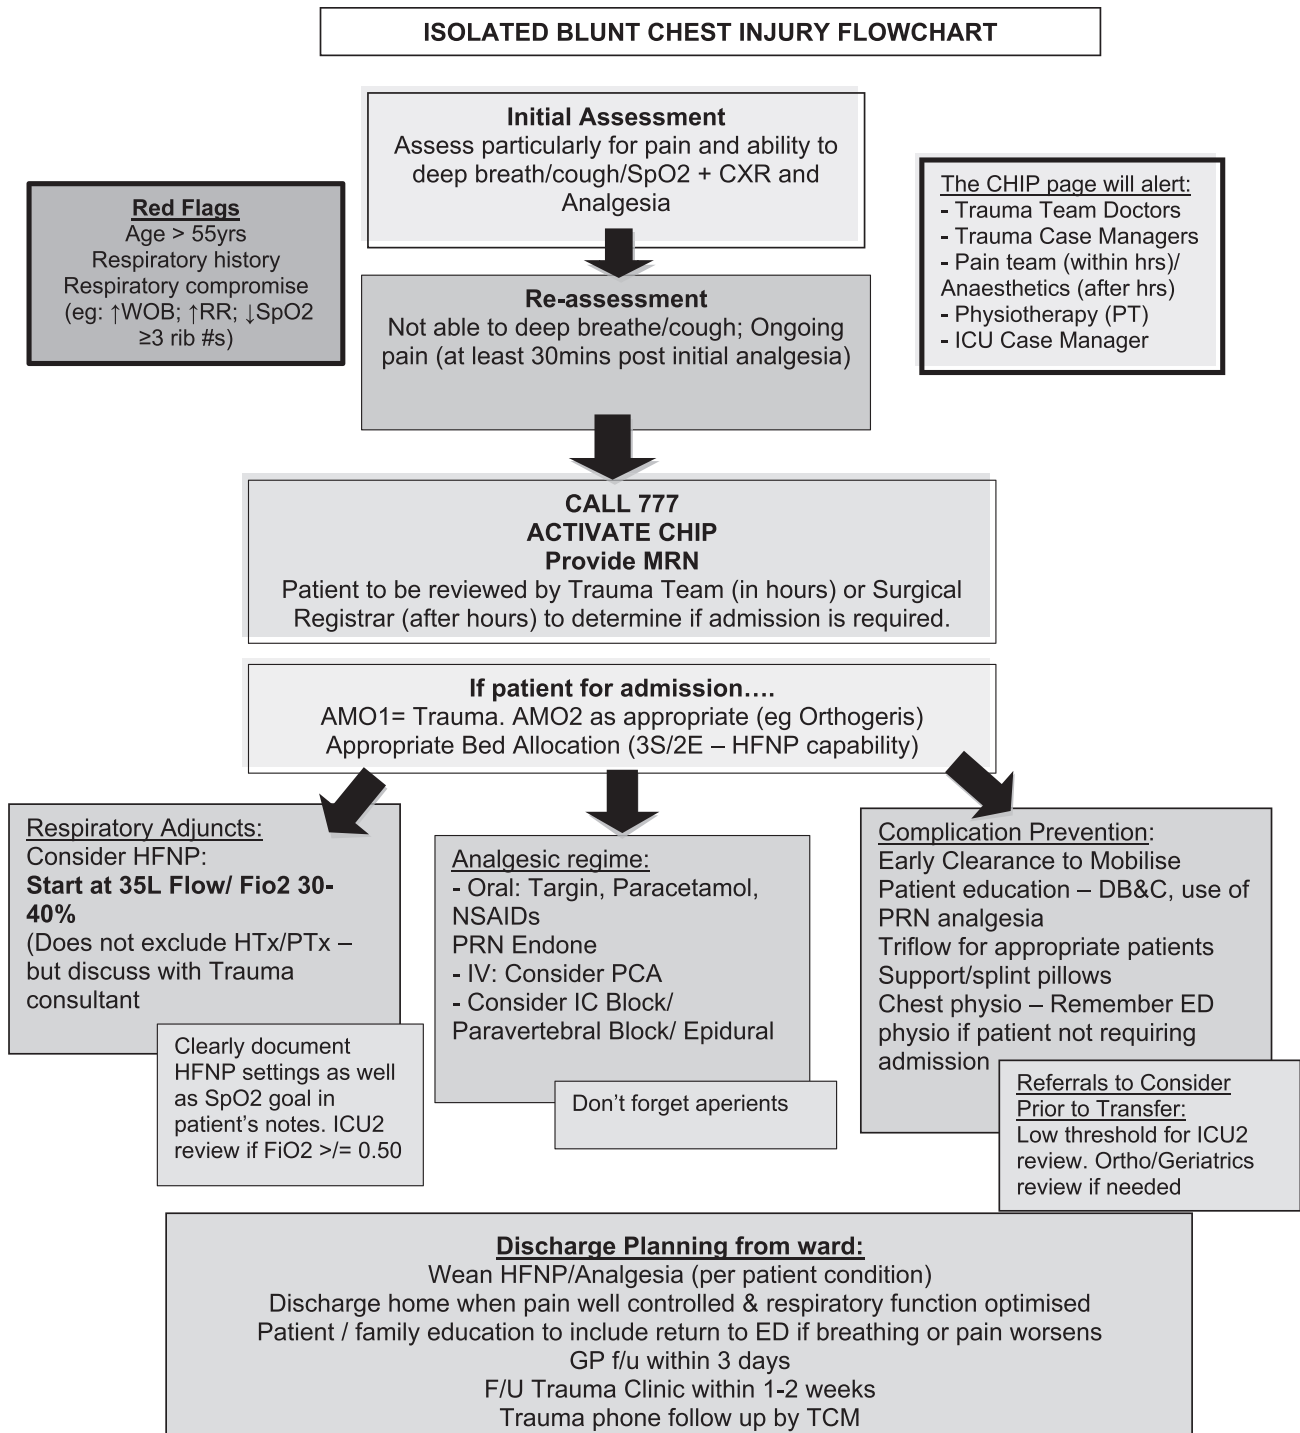 ISOLATED BLUNT CHEST INJURY FLOWCHART
Initial Assessment
Assess particularly for pain and ability to
deep breath/cough/SpO2 + CXR and
Analgesia
Red Flags
Age > 55yrs
Respiratory history
Respiratory compromise
(eg: ↑WOB; ↑RR; ↓SpO2
≥3 rib #s)
The CHIP page will alert:
- Trauma Team Doctors
- Trauma Case Managers
- Pain team (within hrs)/
Anaesthetics (after hrs)
- Physiotherapy (PT)
- ICU Case Manager
Re-assessment
Not able to deep breathe/cough; Ongoing
pain (at least 30mins post initial analgesia)
CALL 777
ACTIVATE CHIP
Provide MRN
Patient to be reviewed by Trauma Team (in hours) or Surgical
Registrar (after hours) to determine if admission is required.
If patient for admission….
AMO1= Trauma. AMO2 as appropriate (eg Orthogeris)
Appropriate Bed Allocation (3S/2E – HFNP capability)
Respiratory Adjuncts:
Consider HFNP:
Start at 35L Flow/ Fio2 30-
40%
(Does not exclude HTx/PTx –
but discuss with Trauma
consultant
Clearly document
HFNP settings as well
as SpO2 goal in
patient's notes. ICU2
review if FiO2 >/= 0.50
Analgesic regime:
- Oral: Targin, Paracetamol,
NSAIDs
PRN Endone
- IV: Consider PCA
- Consider IC Block/
Paravertebral Block/ Epidural
Don't forget aperients
Complication Prevention:
Early Clearance to Mobilise
Patient education – DB&C, use of
PRN analgesia
Triflow for appropriate patients
Support/splint pillows
Chest physio – Remember ED
physio if patient not requiring
admission
Referrals to Consider
Prior to Transfer:
Low threshold for ICU2
review. Ortho/Geriatrics
review if needed
Discharge Planning from ward:
Wean HFNP/Analgesia (per patient condition)
Discharge home when pain well controlled & respiratory function optimised
Patient / family education to include return to ED if breathing or pain worsens
GP f/u within 3 days
F/U Trauma Clinic within 1-2 weeks
Trauma phone follow up by TCM